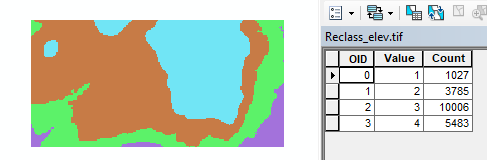 Reclass_elev.tif
OID Value Count
0 1 1027
1 2 3785
2 3 10006
3 4 5483